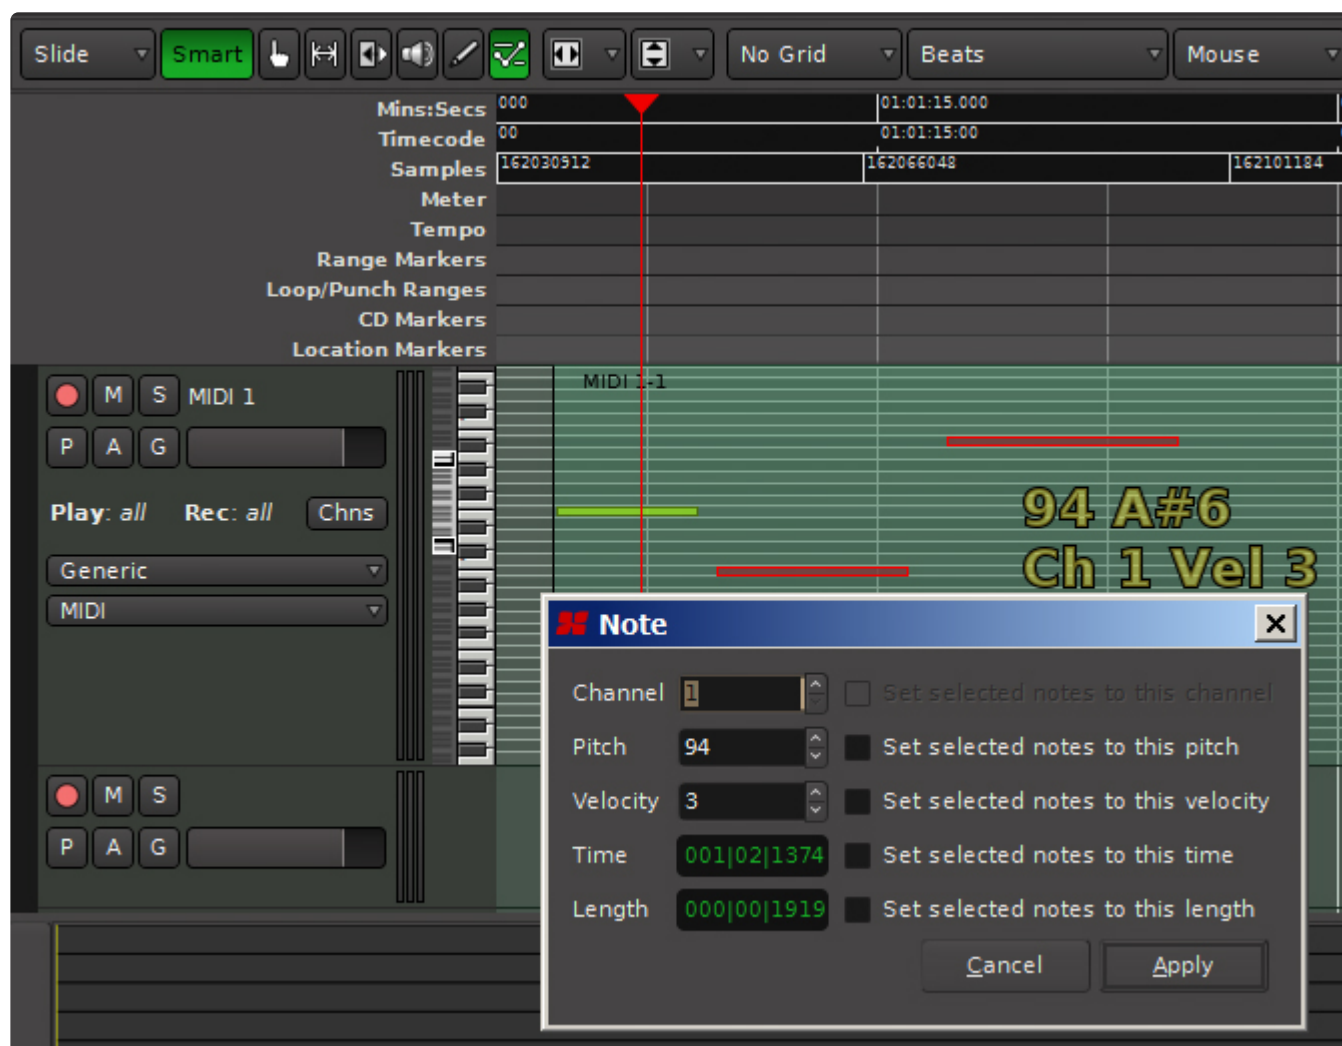 Slide Smart No Grid Beats Mouse
Mins:Secs 000 01:01:15.000
Timecode 00 01:01:15:00
Samples 162030912 162066048 162101184
Meter
Tempo
Range Markers
Loop/Punch Ranges
CD Markers
Location Markers
M S MIDI 1
MIDI 1-1
P A G
Play: all Rec: all Chns
94 A#6
Ch 1 Vel 3
Generic
MIDI
Note
Channel 1 Set selected notes to this channel
Pitch 94 Set selected notes to this pitch
Velocity 3 Set selected notes to this velocity
Time 001|02|1374 Set selected notes to this time
Length 000|00|1919 Set selected notes to this length
Cancel Apply
M S
P A G